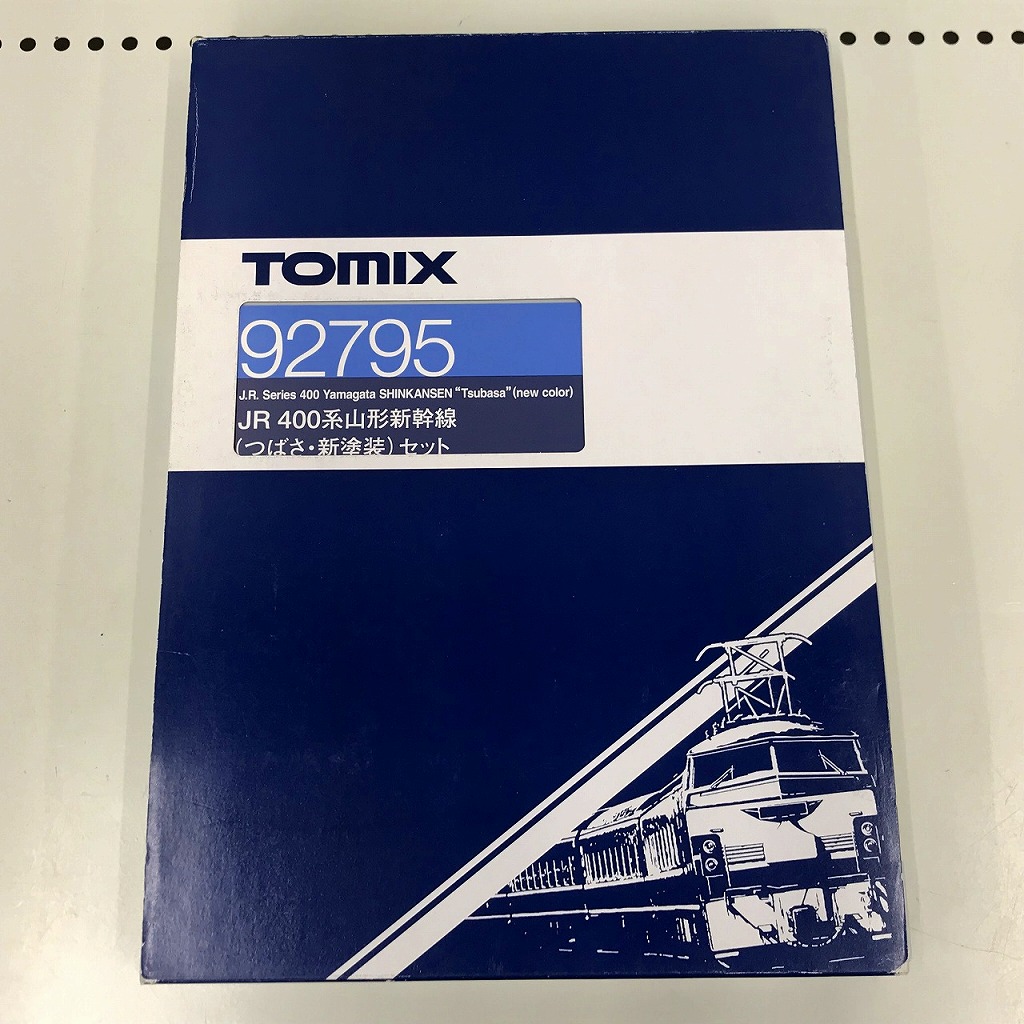 TOMIX
92795
J.R. Series 400 Yamagata SHINKANSEN “Tsubasa” (new color)
JR 400系山形新幹線
(つばさ・新塗装) セット